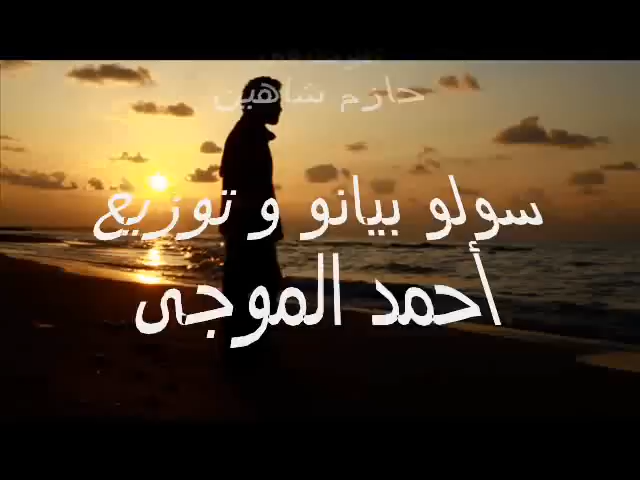 حازم شاهين
سولو بيانو و توزيع
أحمد الموجى